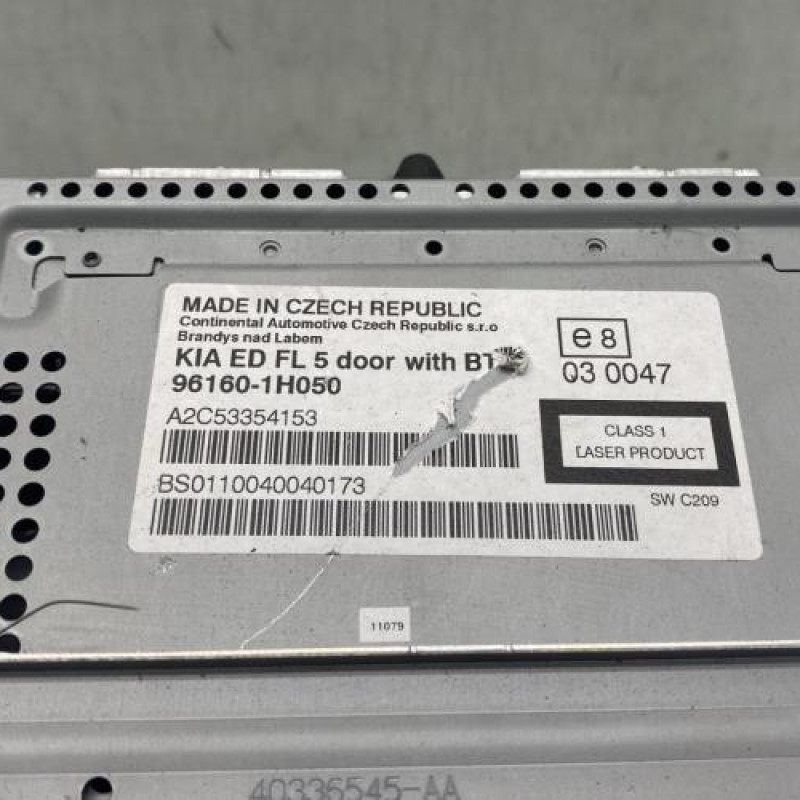 MADE IN CZECH REPUBLIC
Continental Automotive Czech Republic s.r.o
Brandys nad Labem
KIA ED FL 5 door with BT
96160-1H050
A2C53354153
BS0110040040173
e8
03 0047
CLASS 1
LASER PRODUCT
SW C209
11079
40336545-AA